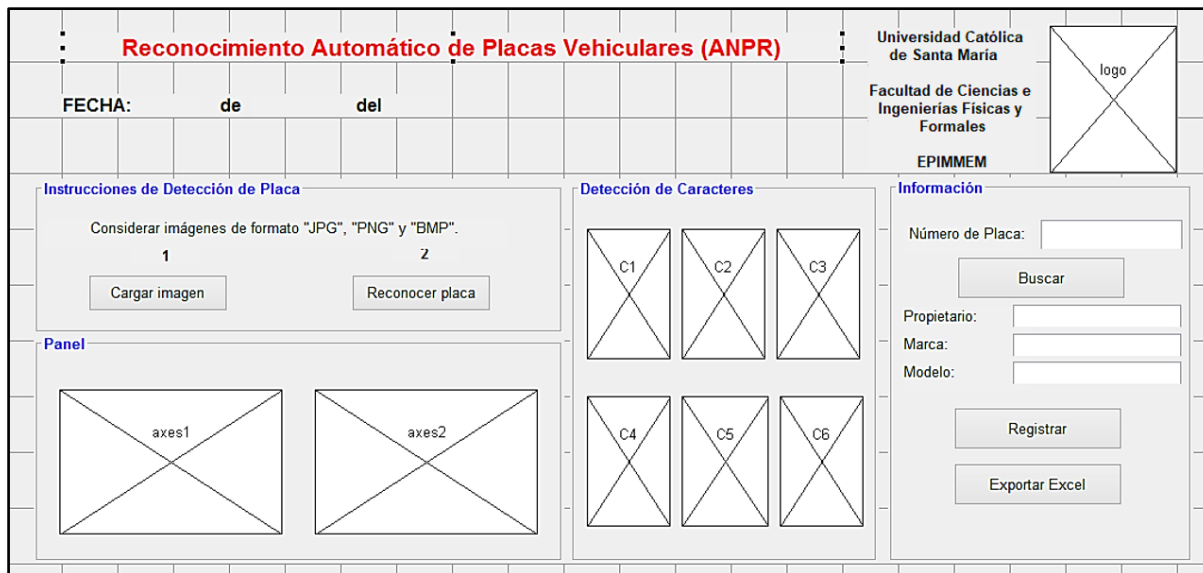 Reconocimiento Automático de Placas Vehiculares (ANPR)
Universidad Católica
de Santa María
Facultad de Ciencias e
Ingenierías Físicas y
Formales
EPIMMEM
logo
FECHA: de del
Instrucciones de Detección de Placa
Considerar imágenes de formato "JPG", "PNG" y "BMP".
1 2
Cargar imagen Reconocer placa
Panel
axes1 axes2
Detección de Caracteres
C1 C2 C3
C4 C5 C6
Información
Número de Placa:
Buscar
Propietario:
Marca:
Modelo:
Registrar
Exportar Excel